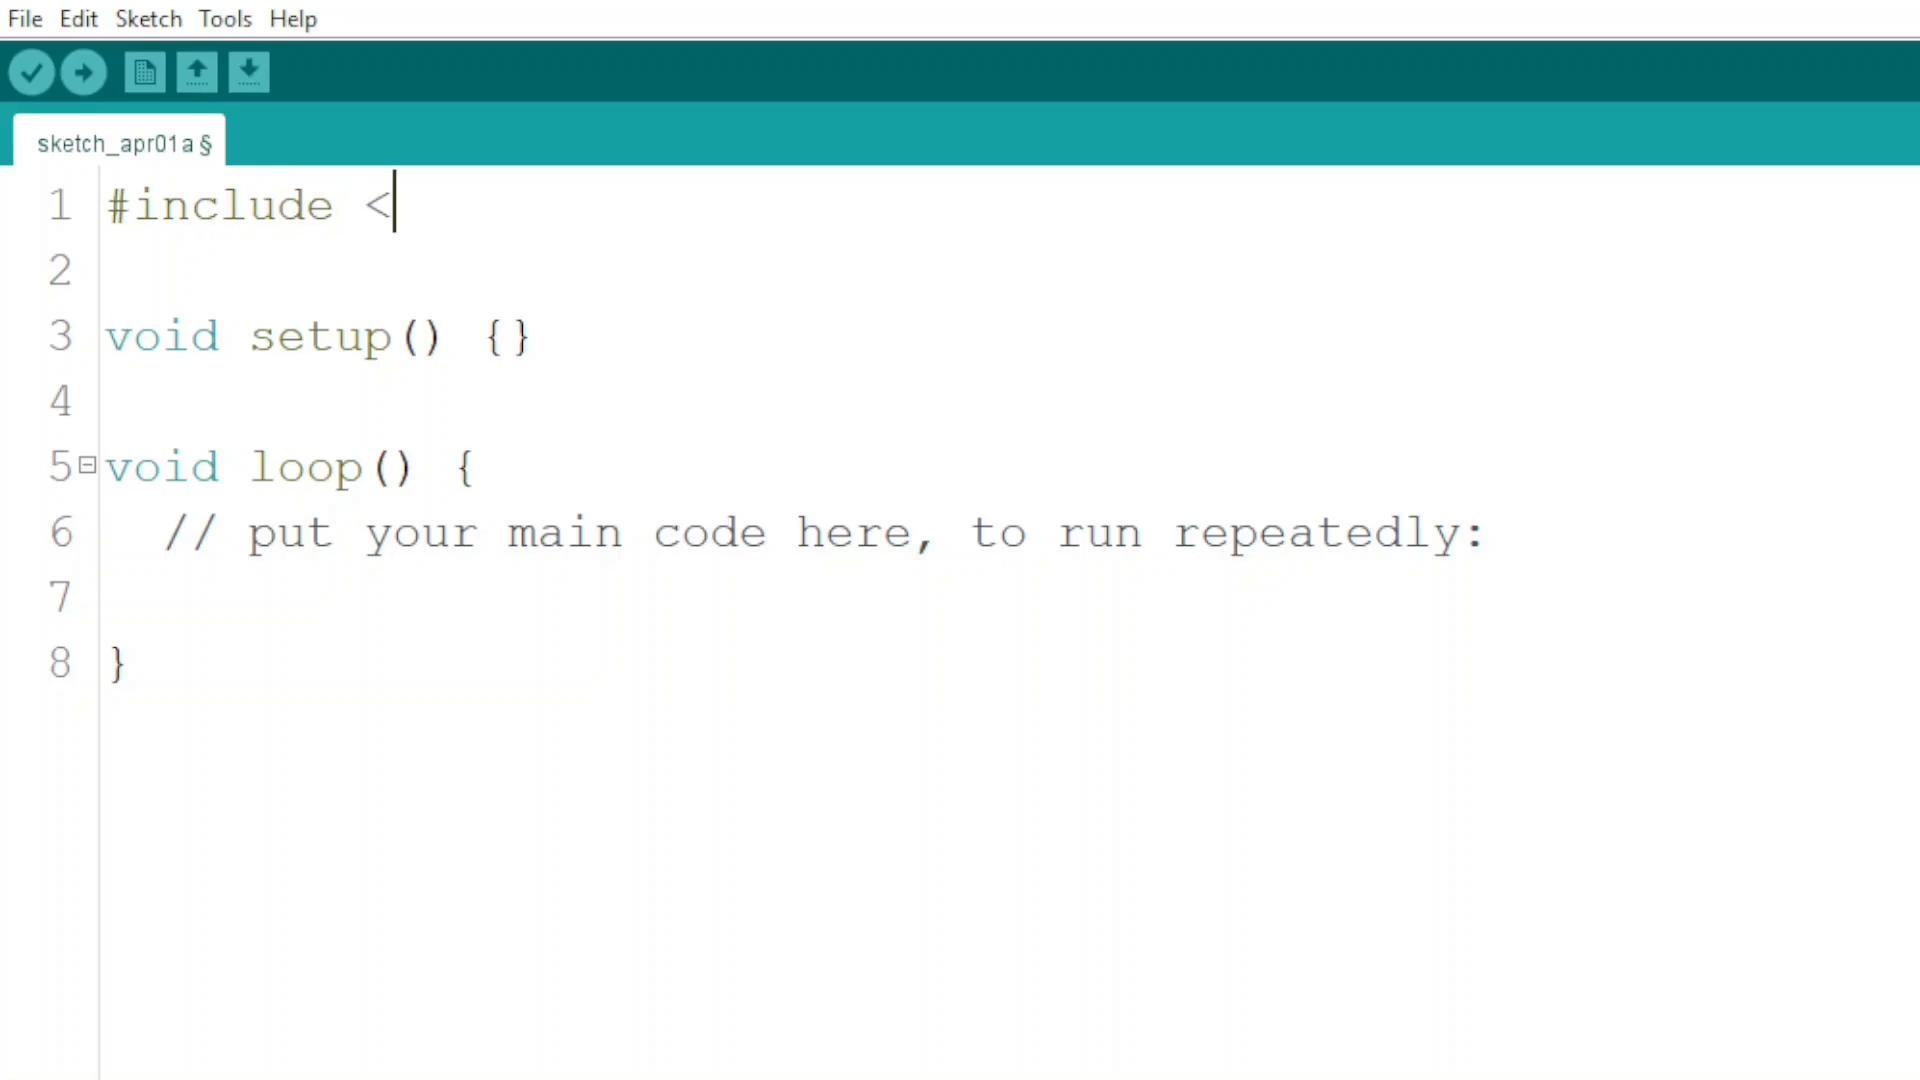 File Edit Sketch Tools Help
sketch_apr01a §
1 #include <
2
3 void setup() {}
4
5 void loop() {
6 // put your main code here, to run repeatedly:
7
8 }